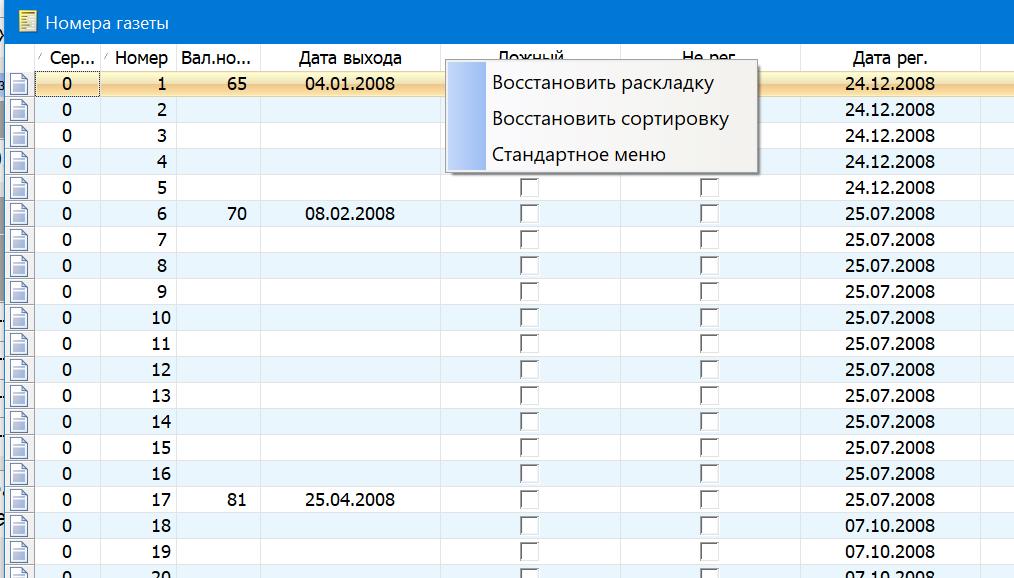 Номера газеты
Сер... Номер Вал.но... Дата выхода Ложный Не рег. Дата рег.
0 1 65 04.01.2008 24.12.2008
Восстановить раскладку
0 2 24.12.2008
Восстановить сортировку
0 3 24.12.2008
Стандартное меню
0 4 24.12.2008
0 5 24.12.2008
0 6 70 08.02.2008 25.07.2008
0 7 25.07.2008
0 8 25.07.2008
0 9 25.07.2008
0 10 25.07.2008
0 11 25.07.2008
0 12 25.07.2008
0 13 25.07.2008
0 14 25.07.2008
0 15 25.07.2008
0 16 25.07.2008
0 17 81 25.04.2008 25.07.2008
0 18 07.10.2008
0 19 07.10.2008
0 20 07.10.2008